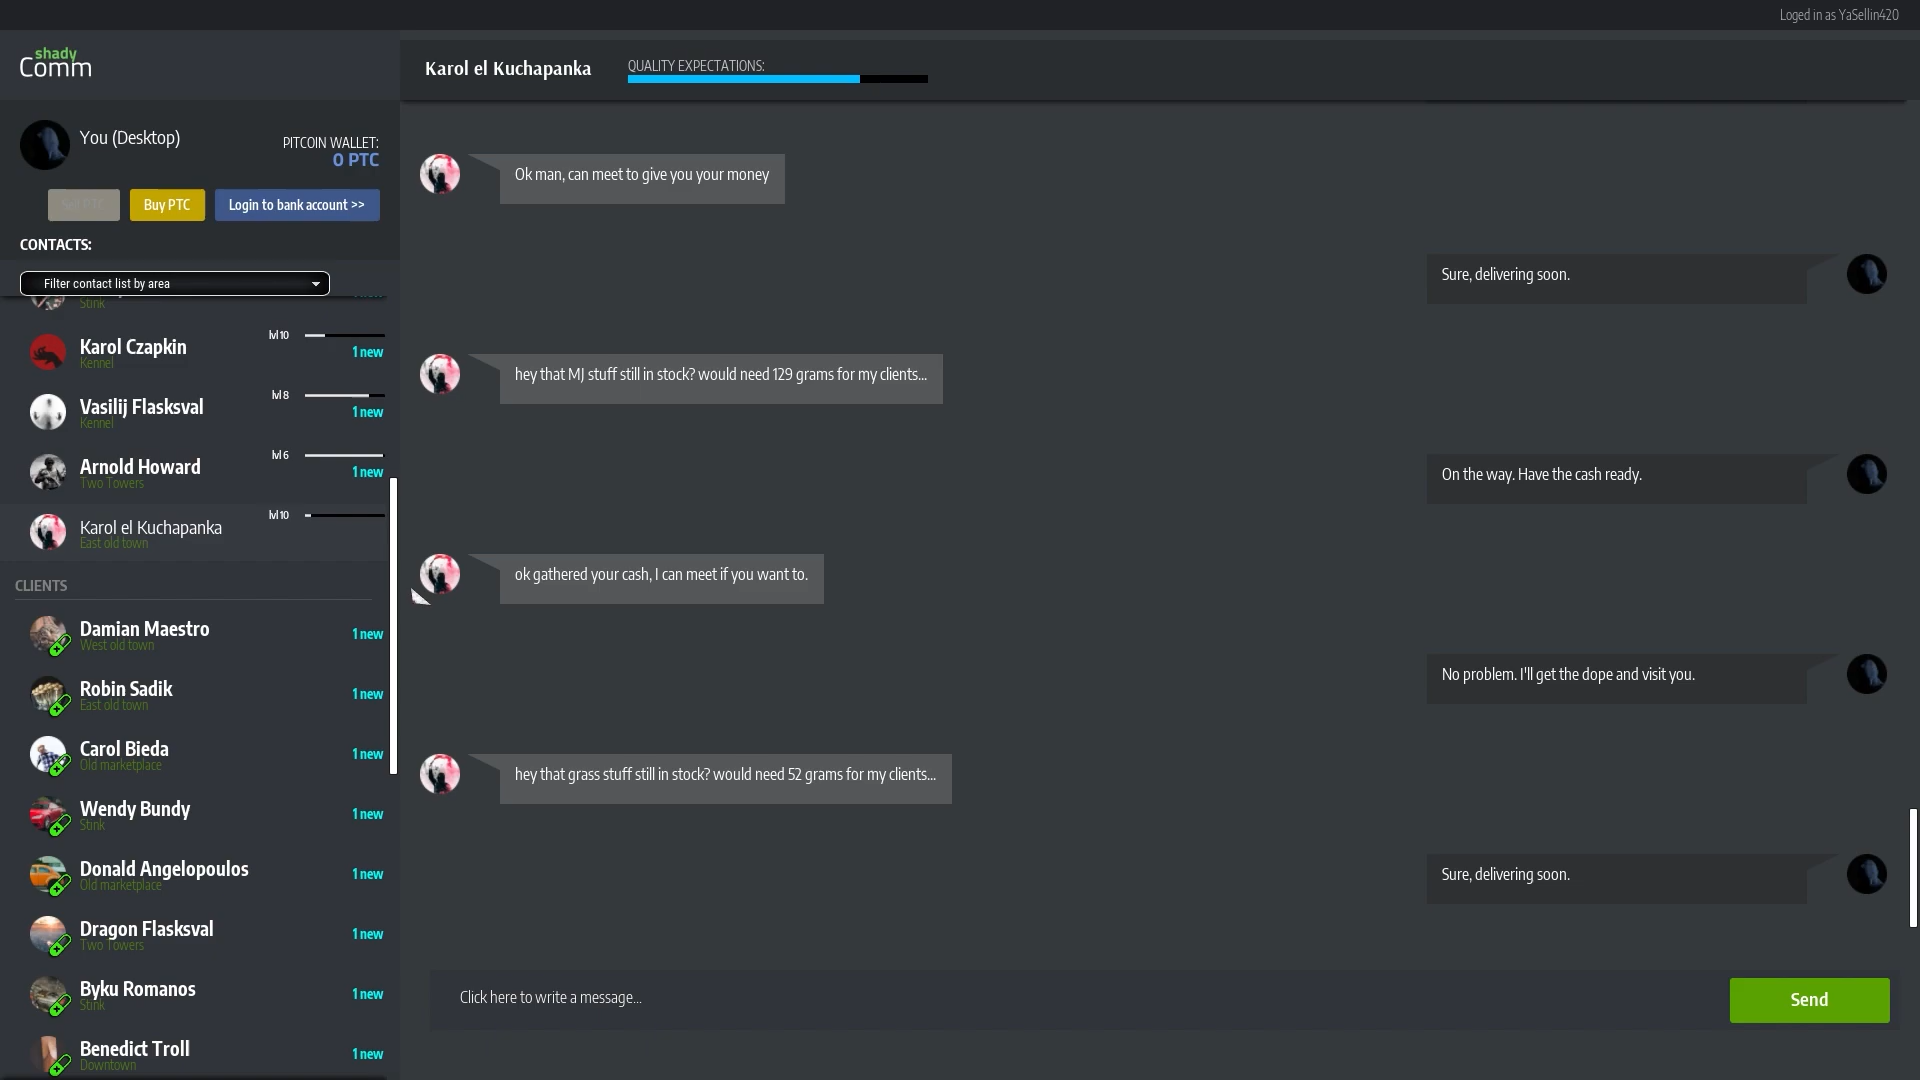 Loged in as YaSellin420
shady
Comm
Karol el Kuchapanka
QUALITY EXPECTATIONS:
You (Desktop)
PITCOIN WALLET:
0 PTC
Sell PTC
Buy PTC
Login to bank account >>
CONTACTS:
Filter contact list by area
Stink
Karol Czapkin
Kennel
lvl 10
1 new
Vasilij Flasksval
Kennel
lvl 8
1 new
Arnold Howard
Two Towers
lvl 6
1 new
Karol el Kuchapanka
East old town
lvl 10
CLIENTS
Damian Maestro
West old town
1 new
Robin Sadik
East old town
1 new
Carol Bieda
Old marketplace
1 new
Wendy Bundy
Stink
1 new
Donald Angelopoulos
Old marketplace
1 new
Dragon Flasksval
Two Towers
1 new
Byku Romanos
Stink
1 new
Benedict Troll
Downtown
1 new
Ok man, can meet to give you your money
Sure, delivering soon.
hey that MJ stuff still in stock? would need 129 grams for my clients...
On the way. Have the cash ready.
ok gathered your cash, I can meet if you want to.
No problem. I'll get the dope and visit you.
hey that grass stuff still in stock? would need 52 grams for my clients...
Sure, delivering soon.
Click here to write a message...
Send